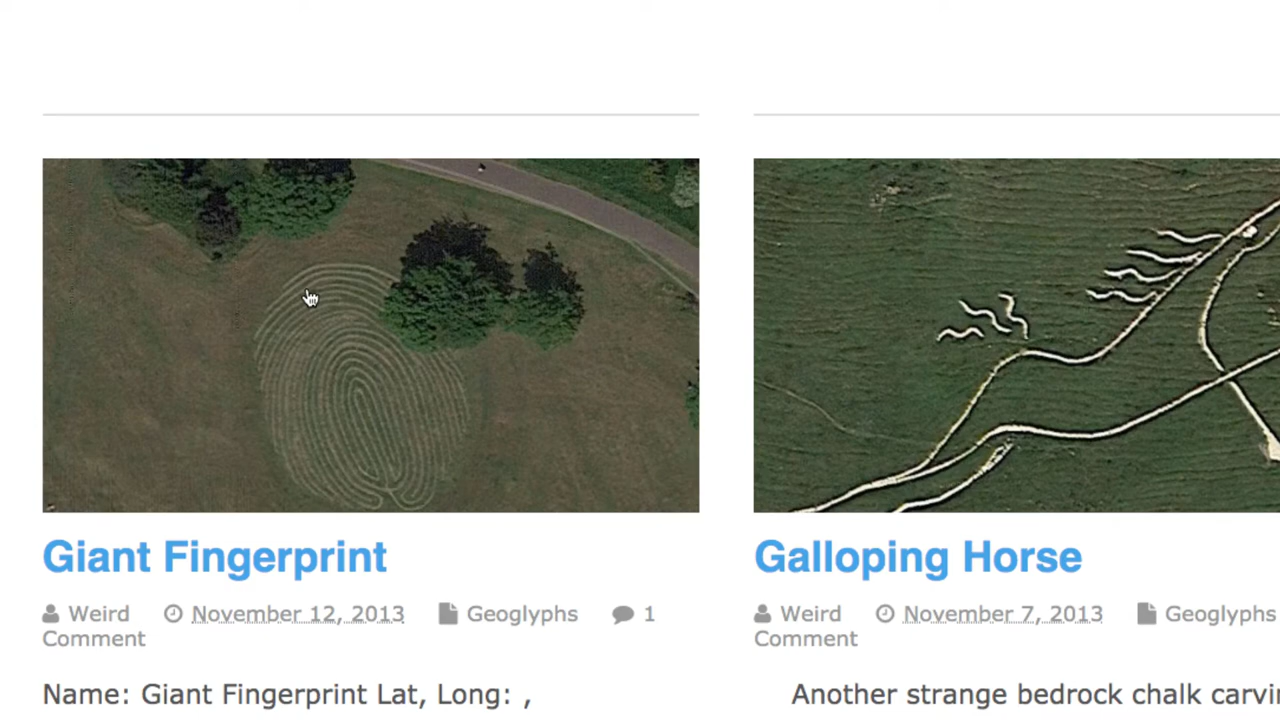 Giant Fingerprint
Weird November 12, 2013 Geoglyphs 1
Comment
Name: Giant Fingerprint Lat, Long: ,
Galloping Horse
Weird November 7, 2013 Geoglyphs
Comment
Another strange bedrock chalk carvi